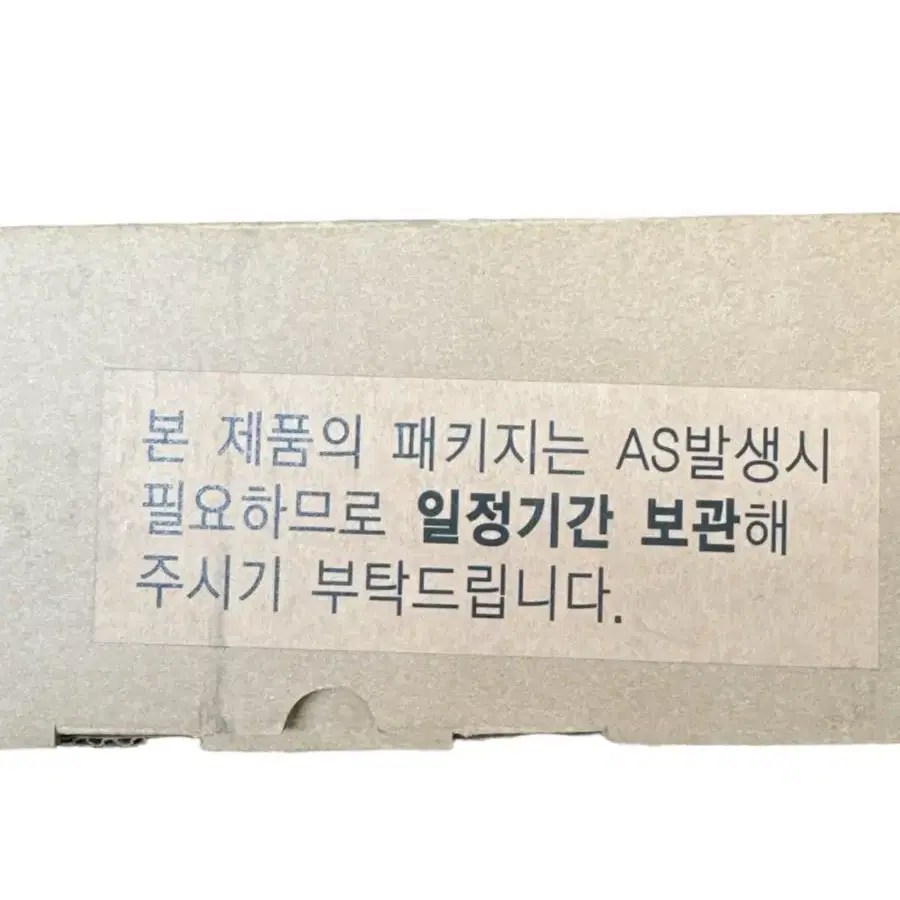 본 제품의 패키지는 AS발생시
필요하므로 일정기간 보관해
주시기 부탁드립니다.